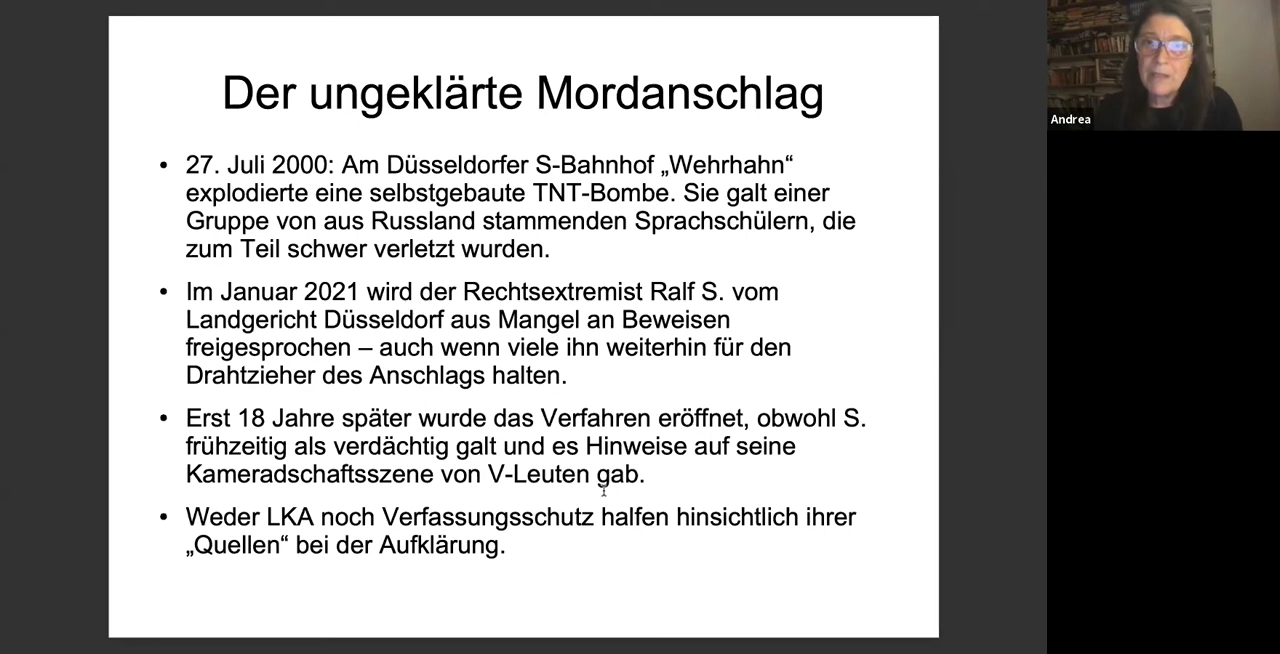 Der ungeklärte Mordanschlag
• 27. Juli 2000: Am Düsseldorfer S-Bahnhof „Wehrhahn“
explodierte eine selbstgebaute TNT-Bombe. Sie galt einer
Gruppe von aus Russland stammenden Sprachschülern, die
zum Teil schwer verletzt wurden.
• Im Januar 2021 wird der Rechtsextremist Ralf S. vom
Landgericht Düsseldorf aus Mangel an Beweisen
freigesprochen – auch wenn viele ihn weiterhin für den
Drahtzieher des Anschlags halten.
• Erst 18 Jahre später wurde das Verfahren eröffnet, obwohl S.
frühzeitig als verdächtig galt und es Hinweise auf seine
Kameradschaftsszene von V-Leuten gab.
• Weder LKA noch Verfassungsschutz halfen hinsichtlich ihrer
„Quellen“ bei der Aufklärung.
Andrea